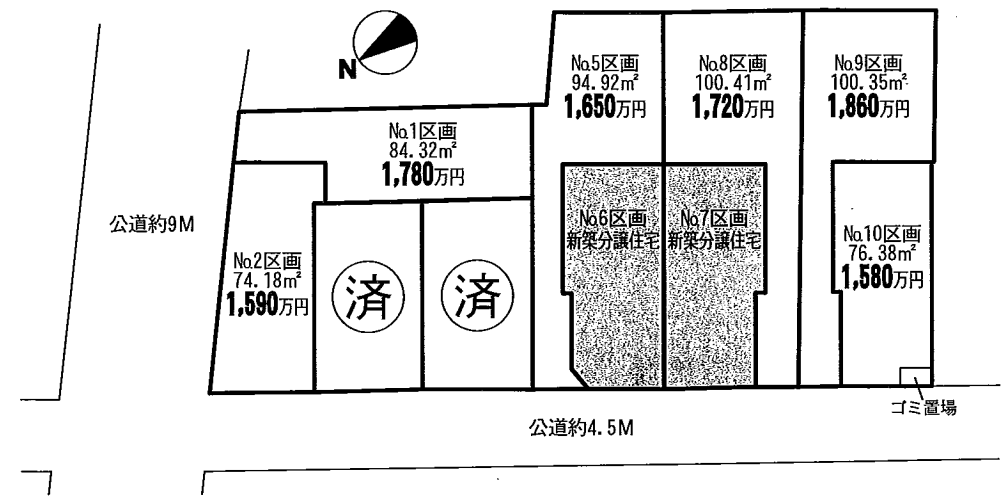 N
No.5区画
94.92m²
1,650万円
No.8区画
100.41m²
1,720万円
No.9区画
100.35m²
1,860万円
No.1区画
84.32m²
1,780万円
公道約9M
No.2区画
74.18m²
1,590万円
済
済
No.6区画
新築分譲住宅
No.7区画
新築分譲住宅
No.10区画
76.38m²
1,580万円
ゴミ置場
公道約4.5M